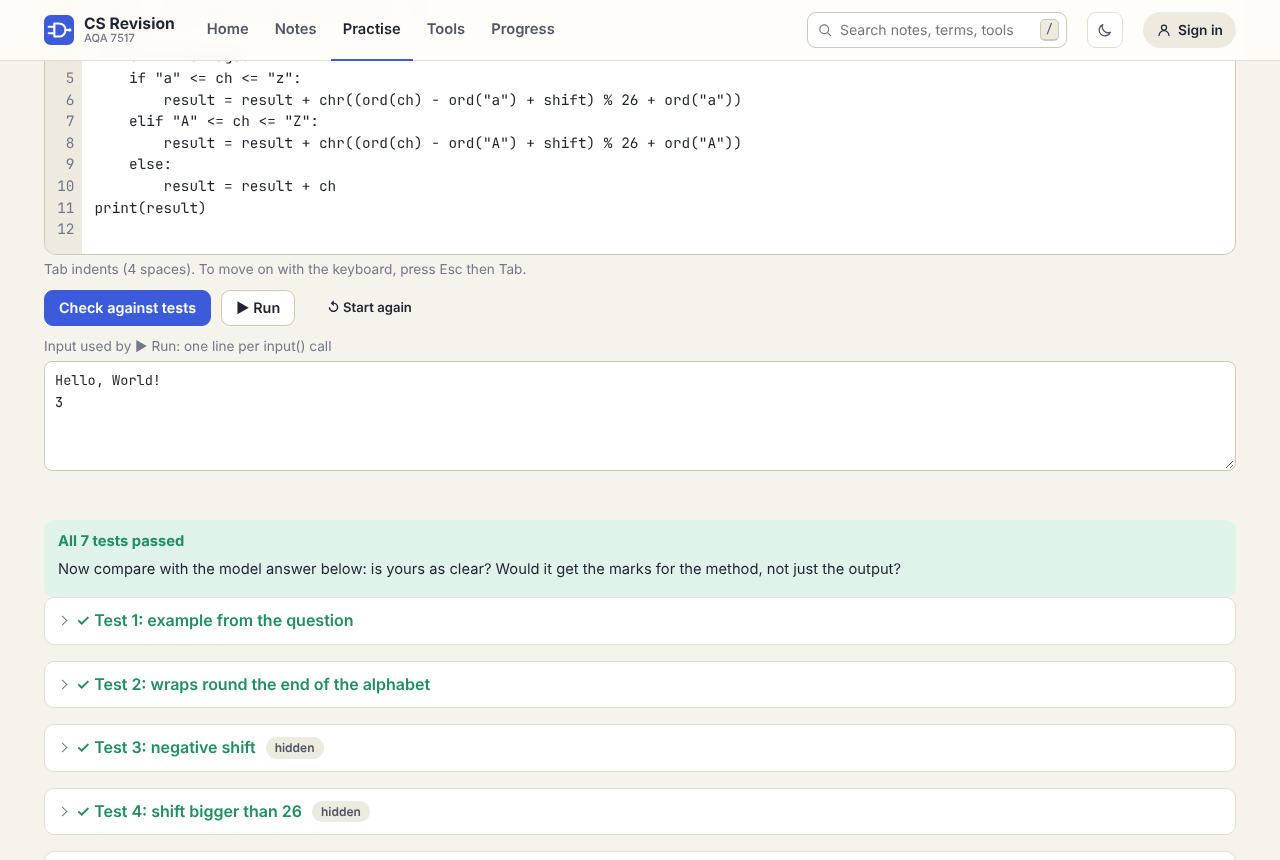 CS Revision
AQA 7517
Home
Notes
Practise
Tools
Progress
Search notes, terms, tools
/
Sign in
5     if "a" <= ch <= "z":
6         result = result + chr((ord(ch) - ord("a") + shift) % 26 + ord("a"))
7     elif "A" <= ch <= "Z":
8         result = result + chr((ord(ch) - ord("A") + shift) % 26 + ord("A"))
9     else:
10         result = result + ch
11 print(result)
12
Tab indents (4 spaces). To move on with the keyboard, press Esc then Tab.
Check against tests
▶ Run
↺ Start again
Input used by ▶ Run: one line per input() call
Hello, World!
3
All 7 tests passed
Now compare with the model answer below: is yours as clear? Would it get the marks for the method, not just the output?
✓ Test 1: example from the question
✓ Test 2: wraps round the end of the alphabet
✓ Test 3: negative shift hidden
✓ Test 4: shift bigger than 26 hidden